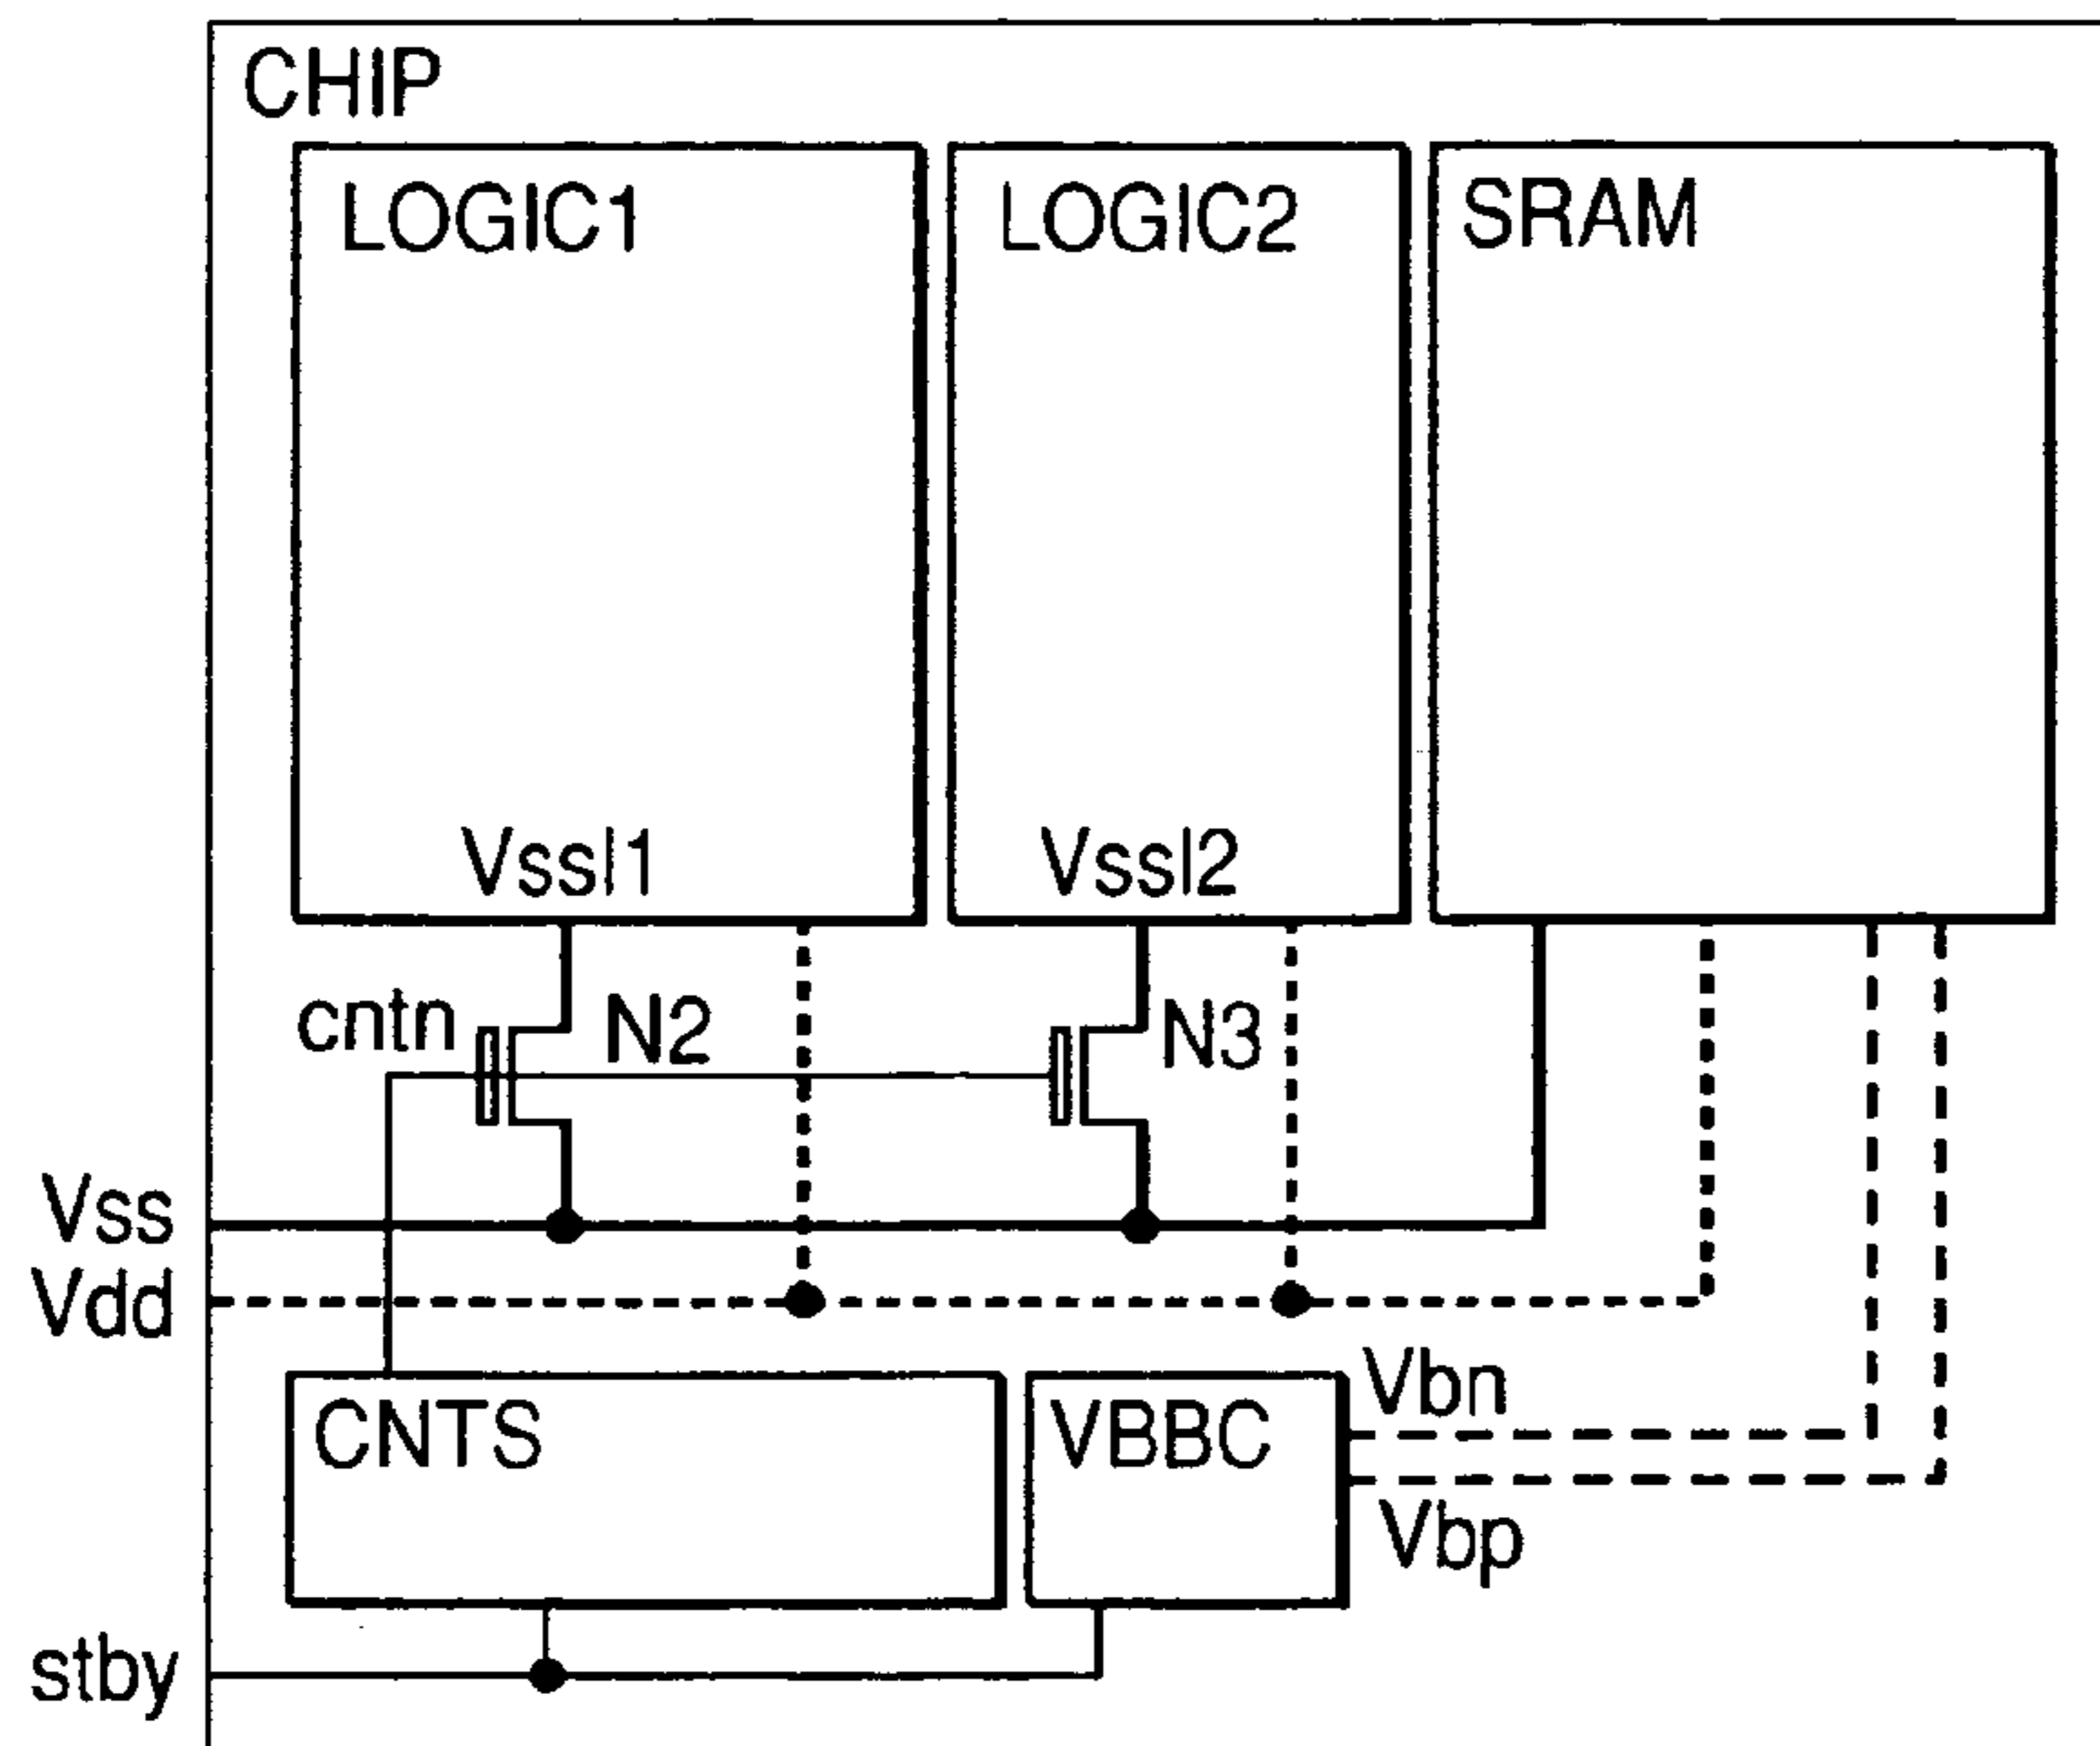 CHIP
LOGIC1
LOGIC2
SRAM
Vssl1
Vssl2
cntn
N2
N3
Vss
Vdd
CNTS
VBBC
Vbn
Vbp
stby